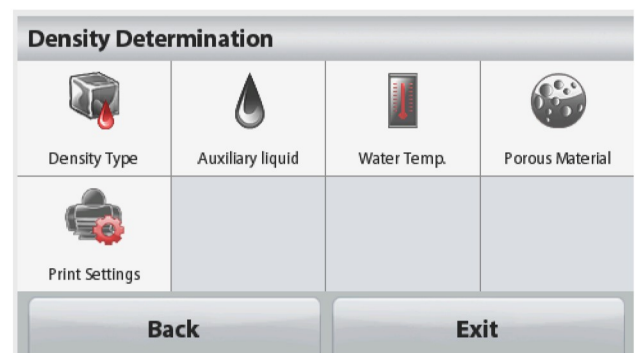 Density Determination
Density Type
Auxiliary liquid
Water Temp.
Porous Material
Print Settings
Back
Exit